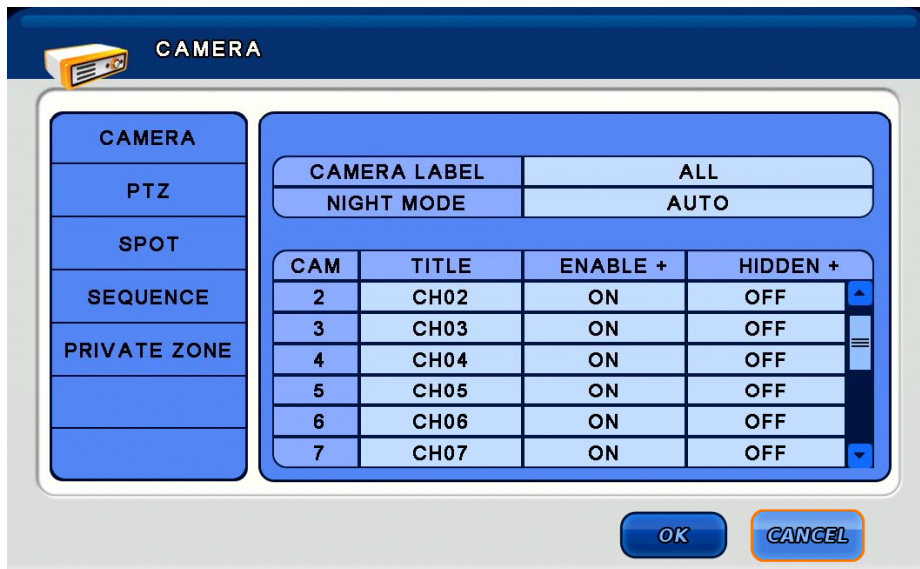 CAMERA
CAMERA
PTZ
SPOT
SEQUENCE
PRIVATE ZONE
CAMERA LABEL ALL
NIGHT MODE AUTO
CAM TITLE ENABLE + HIDDEN +
2 CH02 ON OFF
3 CH03 ON OFF
4 CH04 ON OFF
5 CH05 ON OFF
6 CH06 ON OFF
7 CH07 ON OFF
OK CANCEL